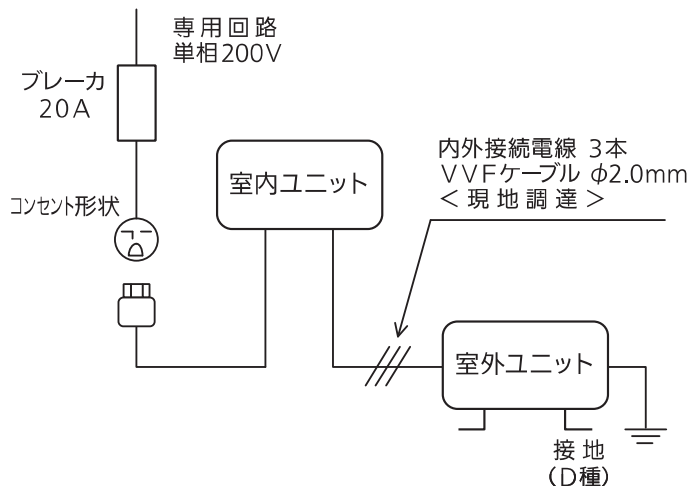 専用回路
単相200V
ブレーカ
20A
コンセント形状
室内ユニット
内外接続電線 3本
VVFケーブル φ2.0mm
<現地調達>
室外ユニット
接地
(D種)